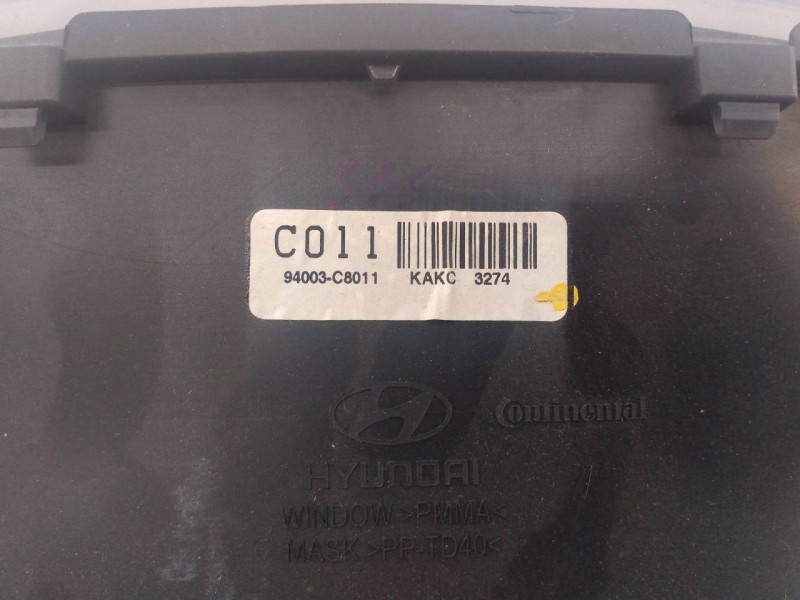 C011
94003-C8011 KAKC 3274
HYUNDAI
Continental
WINDOW >PMMA<
MASK >PP-TD40<